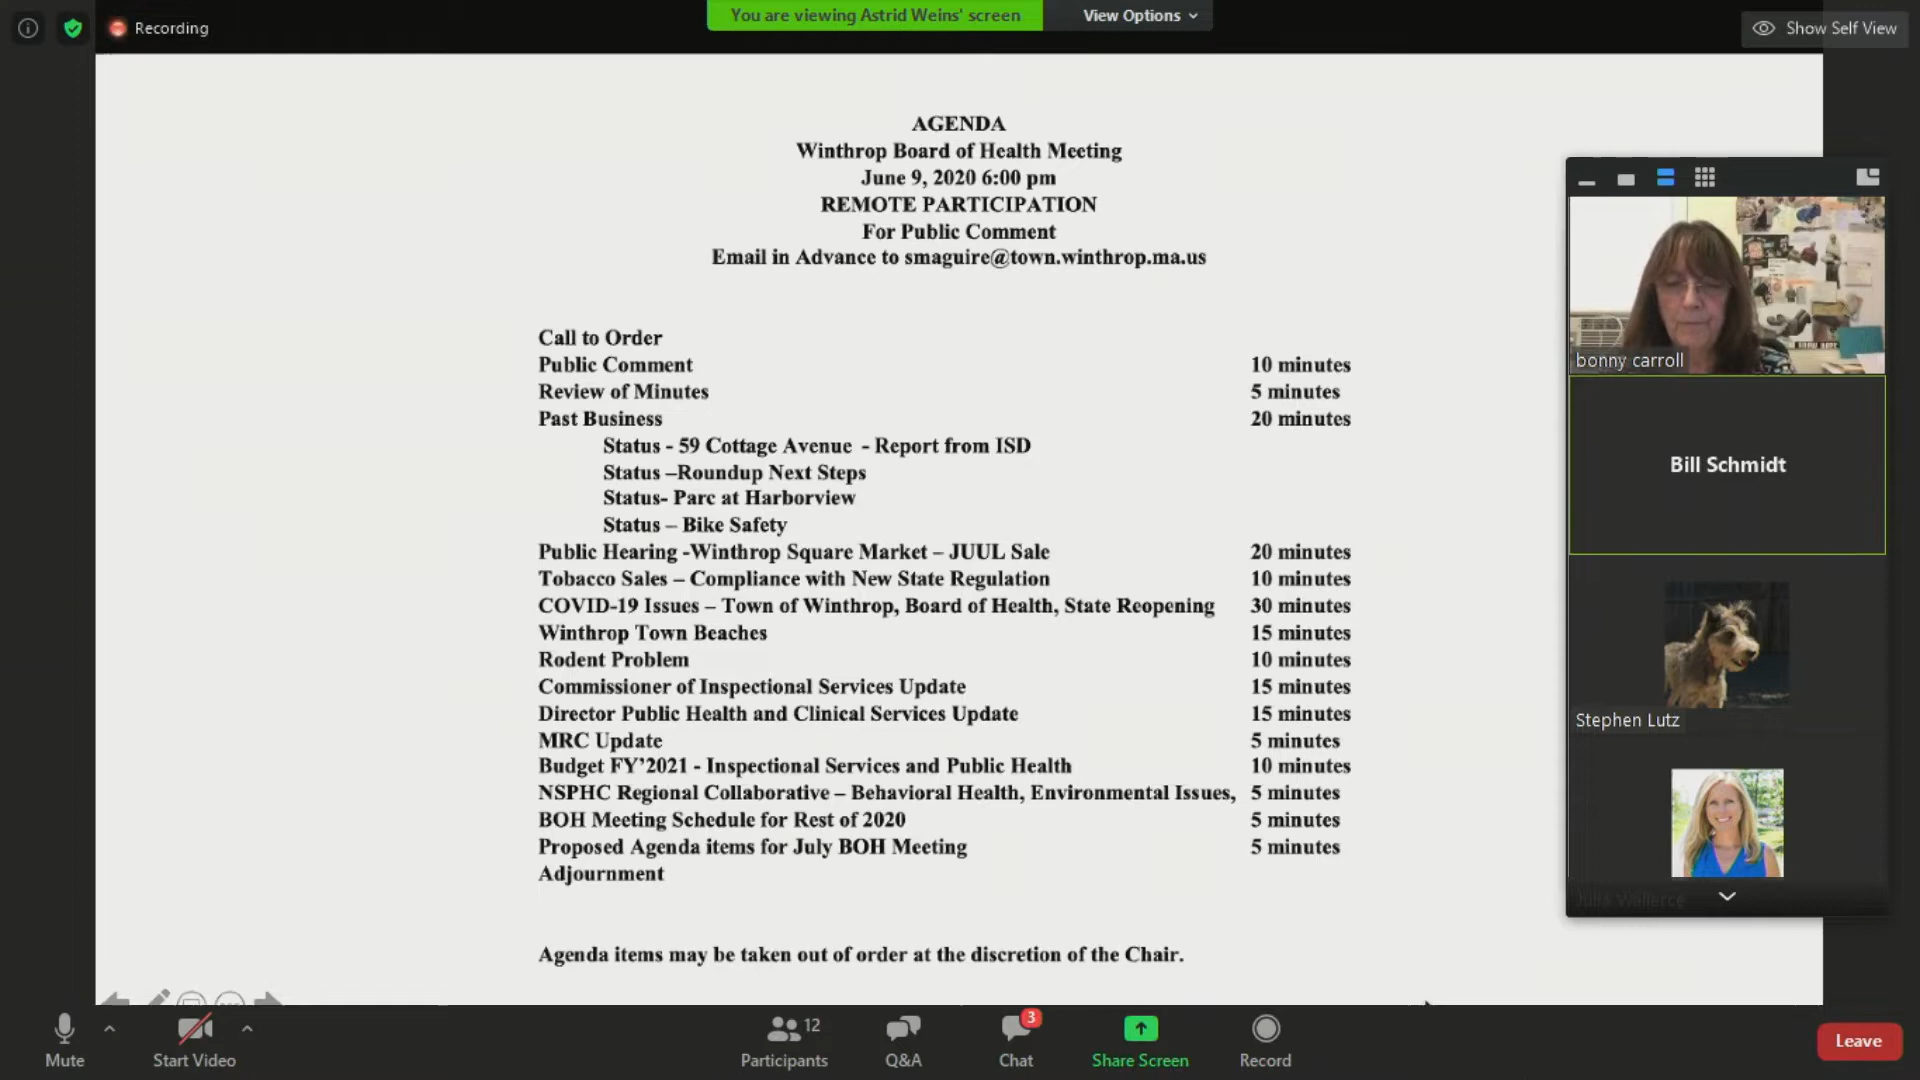 Recording
You are viewing Astrid Weins' screen
View Options
Show Self View
AGENDA
Winthrop Board of Health Meeting
June 9, 2020 6:00 pm
REMOTE PARTICIPATION
For Public Comment
Email in Advance to smaguire@town.winthrop.ma.us
Call to Order
Public Comment 10 minutes
Review of Minutes 5 minutes
Past Business 20 minutes
Status - 59 Cottage Avenue - Report from ISD
Status –Roundup Next Steps
Status- Parc at Harborview
Status – Bike Safety
Public Hearing -Winthrop Square Market – JUUL Sale 20 minutes
Tobacco Sales – Compliance with New State Regulation 10 minutes
COVID-19 Issues – Town of Winthrop, Board of Health, State Reopening 30 minutes
Winthrop Town Beaches 15 minutes
Rodent Problem 10 minutes
Commissioner of Inspectional Services Update 15 minutes
Director Public Health and Clinical Services Update 15 minutes
MRC Update 5 minutes
Budget FY'2021 - Inspectional Services and Public Health 10 minutes
NSPHC Regional Collaborative – Behavioral Health, Environmental Issues, 5 minutes
BOH Meeting Schedule for Rest of 2020 5 minutes
Proposed Agenda items for July BOH Meeting 5 minutes
Adjournment
Agenda items may be taken out of order at the discretion of the Chair.
bonny carroll
Bill Schmidt
Stephen Lutz
Mute
Start Video
12
Participants
Q&A
3
Chat
Share Screen
Record
Leave